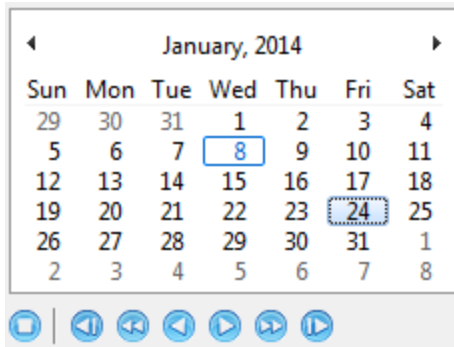 January, 2014
Sun Mon Tue Wed Thu Fri Sat
29 30 31 1 2 3 4
5 6 7 8 9 10 11
12 13 14 15 16 17 18
19 20 21 22 23 24 25
26 27 28 29 30 31 1
2 3 4 5 6 7 8